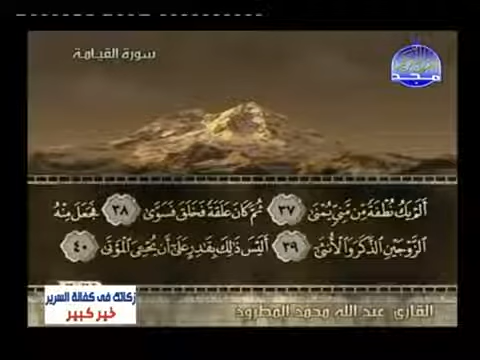 سورة القيامة
مجد
أَلَمْ يَكُ نُطْفَةً مِّن مَّنِيٍّ يُمْنَىٰ ٣٧ ثُمَّ كَانَ عَلَقَةً فَخَلَقَ فَسَوَّىٰ ٣٨ فَجَعَلَ مِنْهُ
الزَّوْجَيْنِ الذَّكَرَ وَالْأُنثَىٰ ٣٩ أَلَيْسَ ذَٰلِكَ بِقَادِرٍ عَلَىٰ أَن يُحْيِيَ الْمَوْتَىٰ ٤٠
زكاتك فى كفالة السرير
خير كبير
القارئ عبد الله محمد المطرود